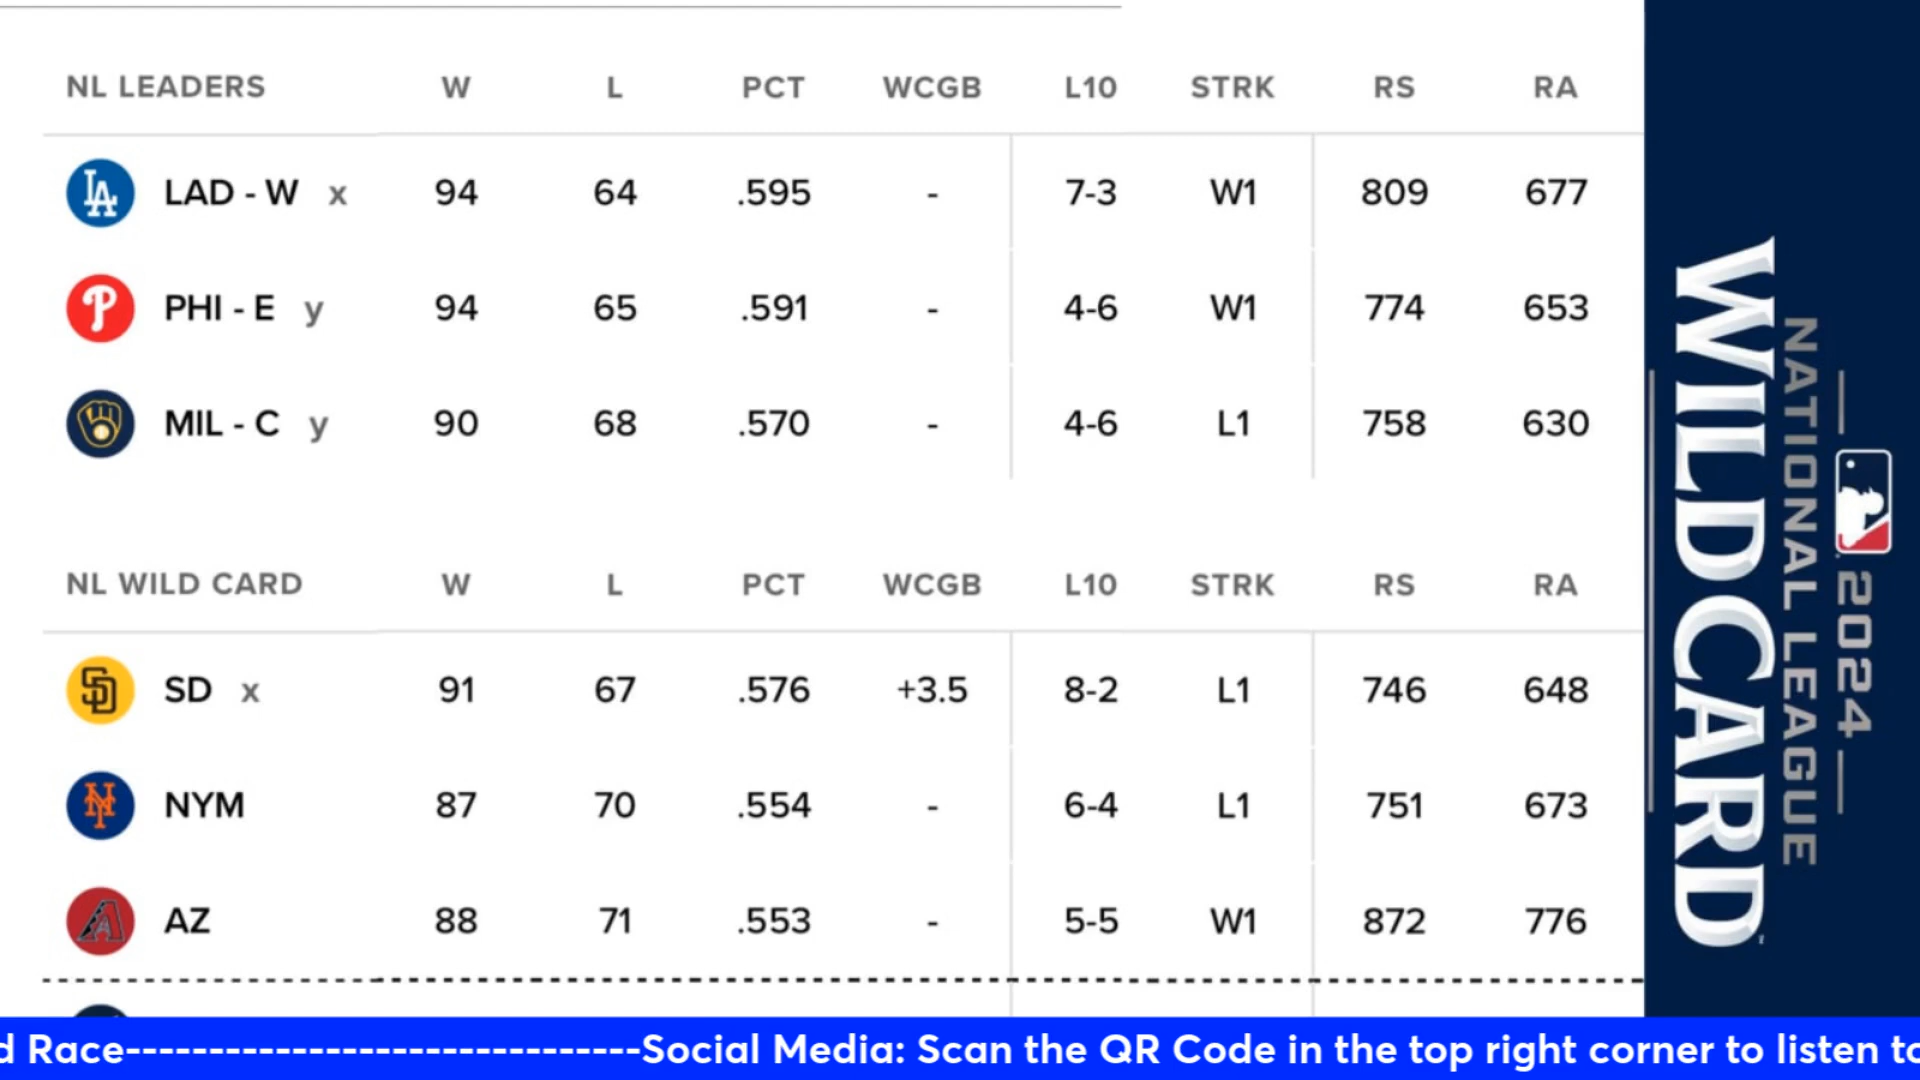 NL LEADERS W L PCT WCGB L10 STRK RS RA
LAD - W x 94 64 .595 - 7-3 W1 809 677
PHI - E y 94 65 .591 - 4-6 W1 774 653
MIL - C y 90 68 .570 - 4-6 L1 758 630
NL WILD CARD W L PCT WCGB L10 STRK RS RA
SD x 91 67 .576 +3.5 8-2 L1 746 648
NYM 87 70 .554 - 6-4 L1 751 673
AZ 88 71 .553 - 5-5 W1 872 776
2024
NATIONAL LEAGUE
WILD CARD
d Race-------------------------------Social Media: Scan the QR Code in the top right corner to listen to